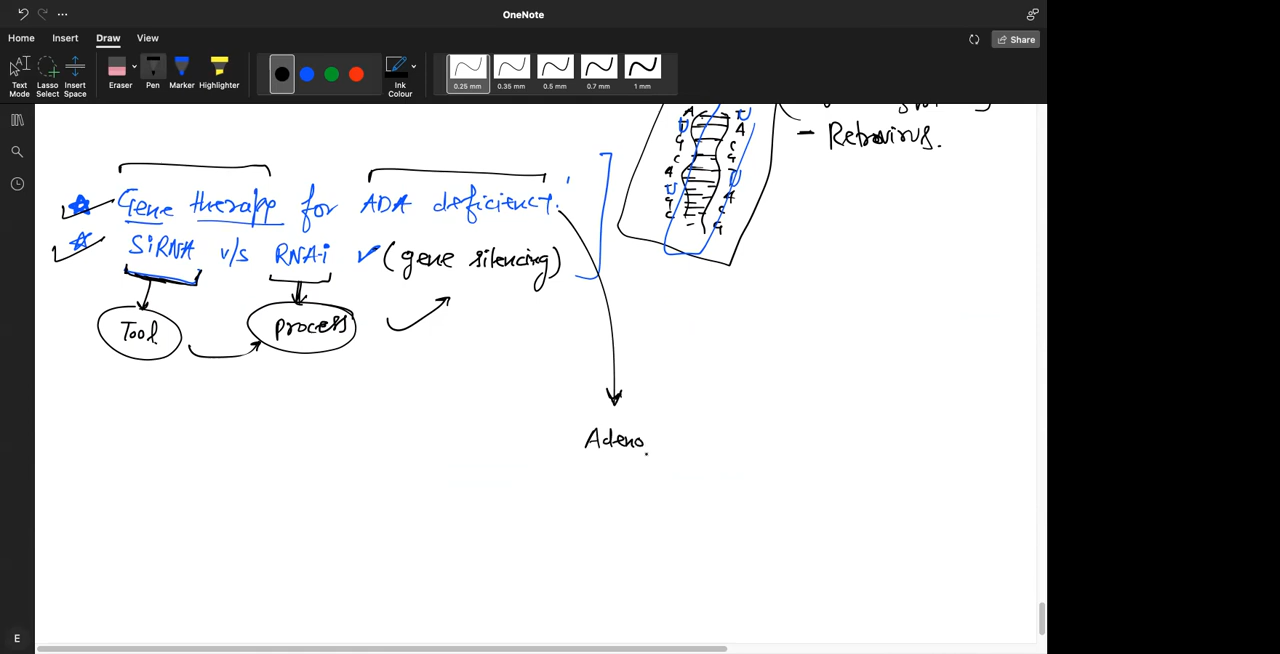 OneNote
Home Insert Draw View
Share
Text Mode
Lasso Select
Insert Space
Eraser
Pen
Marker
Highlighter
Ink Colour
0.25 mm
0.35 mm
0.5 mm
0.7 mm
1 mm
- Retrovirus.
Gene therapy for ADA deficiency.
SiRNA v/s RNA-i (gene silencing)
Tool
process
Adeno
E